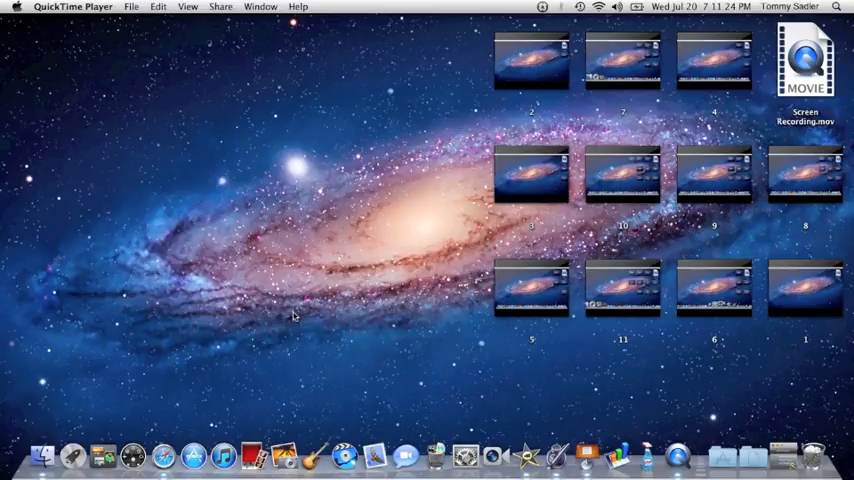 QuickTime Player File Edit View Share Window Help Wed Jul 20 7 11 24 PM Tommy Sadler
2 7 4
MOVIE
Screen
Recording.mov
3 10 9 8
5 11 6 1